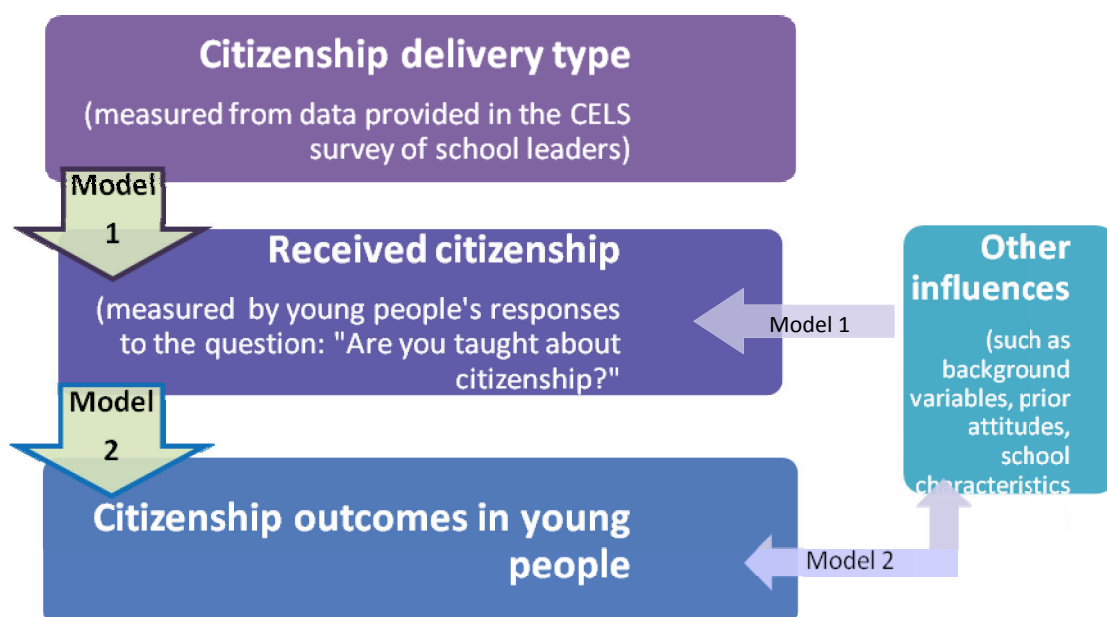 Citizenship delivery type
(measured from data provided in the CELS
survey of school leaders)
Model
1
Received citizenship
(measured by young people's responses
to the question: "Are you taught about
citizenship?"
Model 1
Other
influences
(such as
background
variables, prior
attitudes,
school
characteristics
Model
2
Citizenship outcomes in young
people
Model 2